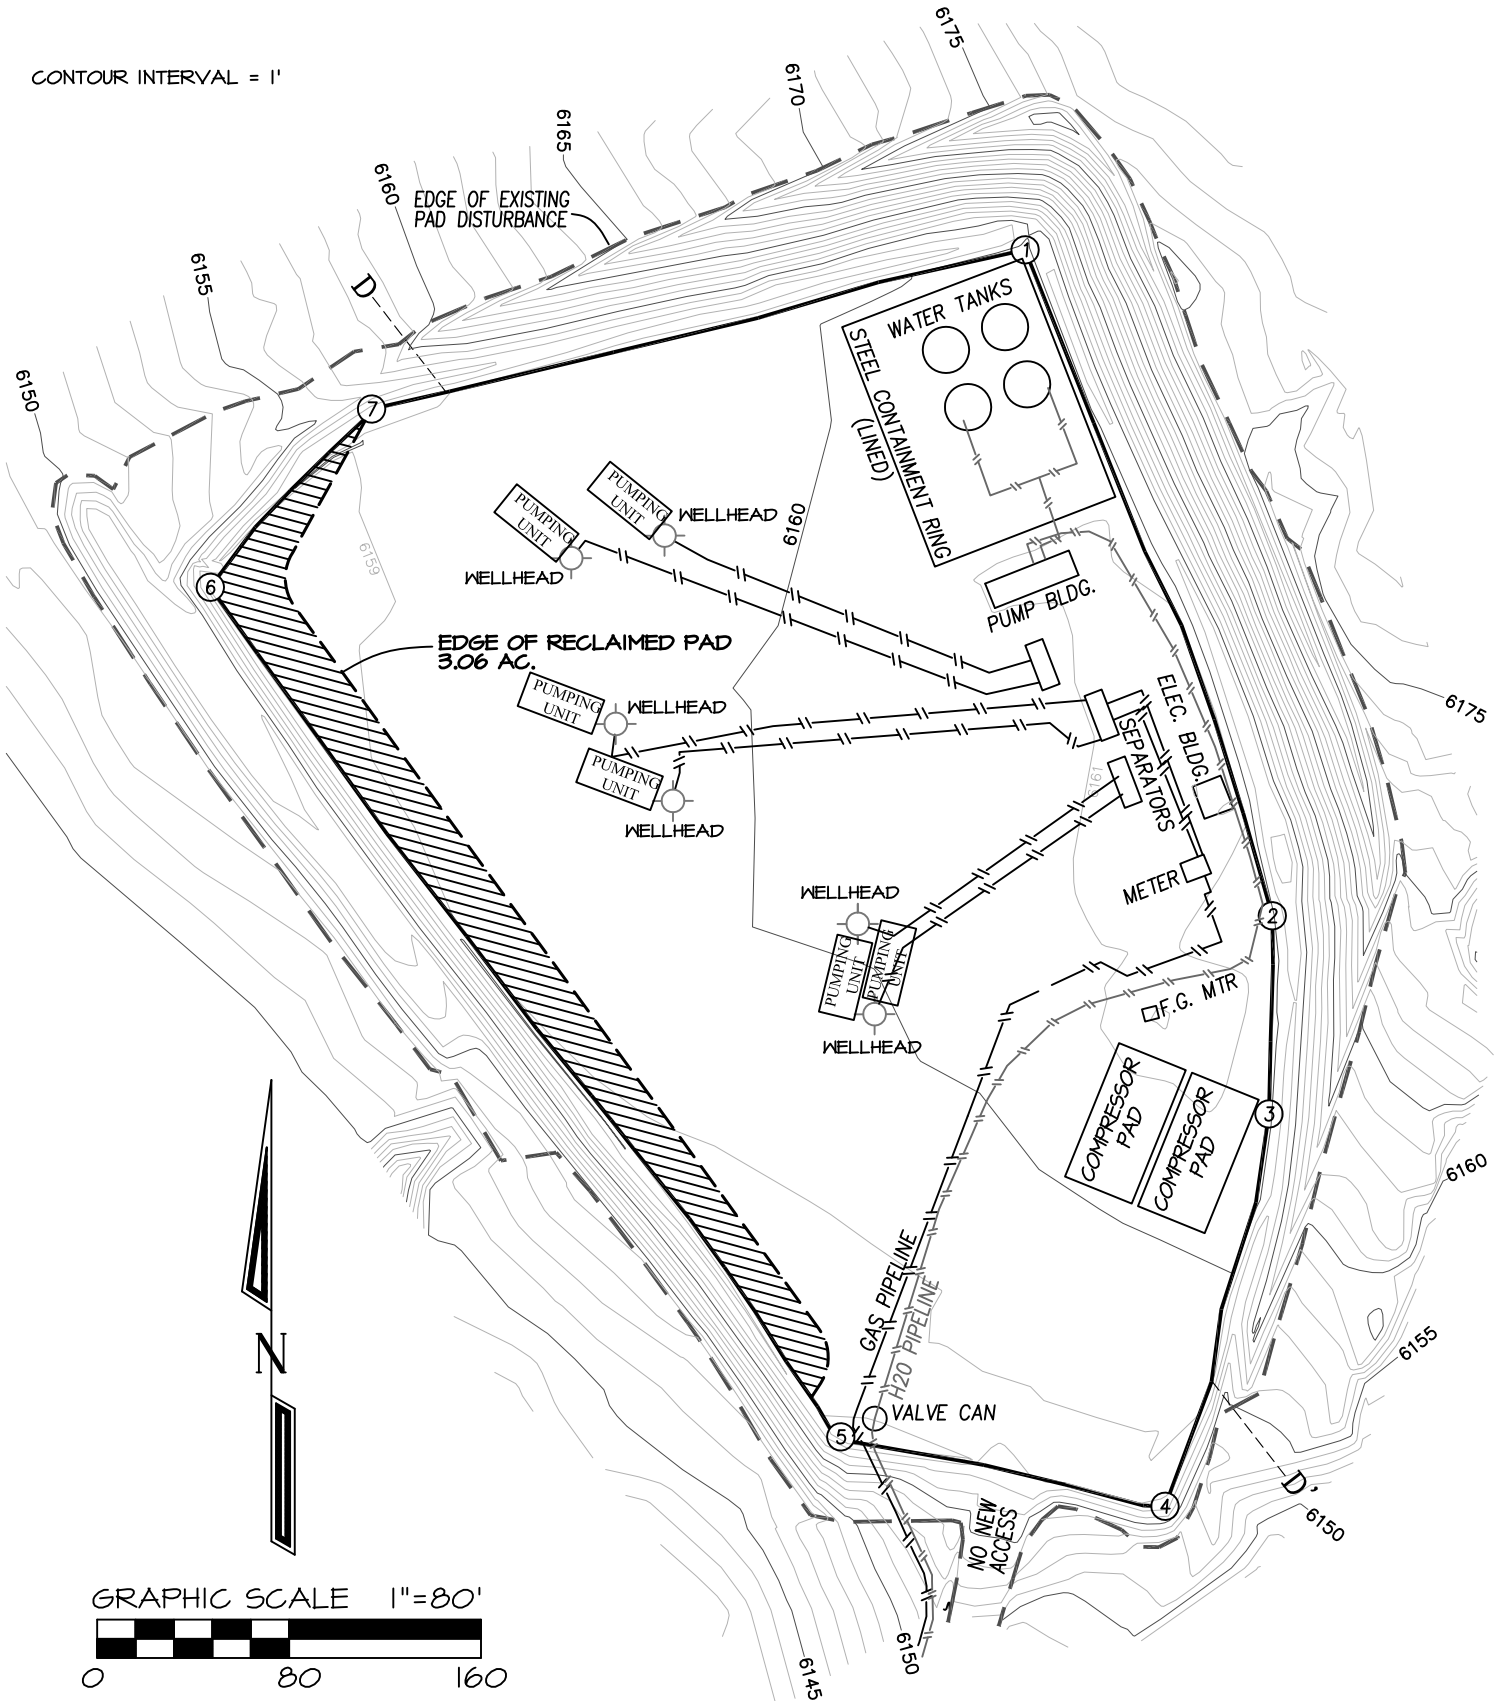 CONTOUR INTERVAL = 1'
6175
6170
6165
6160
EDGE OF EXISTING
PAD DISTURBANCE
6155
D
6150
1
WATER TANKS
STEEL CONTAINMENT RING
(LINED)
7
PUMPING
UNIT
WELLHEAD
PUMPING
UNIT
WELLHEAD
6160
6159
PUMP BLDG.
6
EDGE OF RECLAIMED PAD
3.06 AC.
PUMPING
UNIT
WELLHEAD
PUMPING
UNIT
WELLHEAD
ELEC. BLDG.
SEPARATORS
6161
6175
METER
WELLHEAD
PUMPING
UNIT
PUMPING
UNIT
WELLHEAD
2
F.G. MTR
COMPRESSOR
PAD
COMPRESSOR
PAD
3
6160
GAS PIPELINE
H20 PIPELINE
6155
N
VALVE CAN
5
4
D'
6150
NO NEW
ACCESS
GRAPHIC SCALE 1"=80'
0 80 160
6145
6150